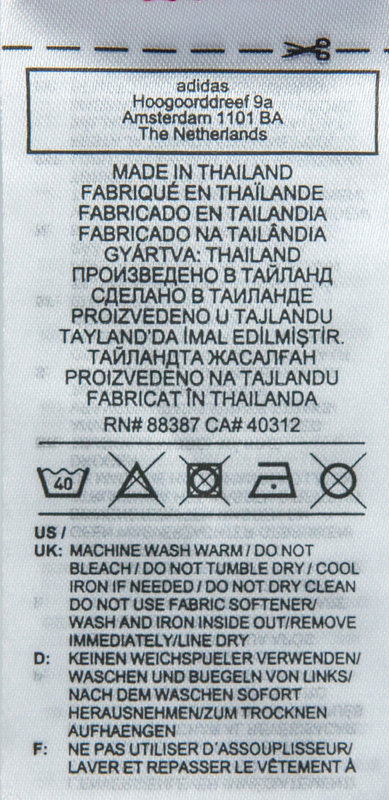 adidas
Hoogoorddreef 9a
Amsterdam 1101 BA
The Netherlands
MADE IN THAILAND
FABRIQUÉ EN THAÏLANDE
FABRICADO EN TAILANDIA
FABRICADO NA TAILÂNDIA
GYÁRTVA: THAILAND
ПРОИЗВЕДЕНО В ТАЙЛАНД
СДЕЛАНО В ТАИЛАНДЕ
PROIZVEDENO U TAJLANDU
TAYLAND'DA İMAL EDİLMİŞTİR.
ТАЙЛАНДТА ЖАСАЛҒАН
PROIZVEDENO NA TAJLANDU
FABRICAT ÎN THAILANDA
RN# 88387 CA# 40312
40
US /
UK: MACHINE WASH WARM / DO NOT
BLEACH / DO NOT TUMBLE DRY / COOL
IRON IF NEEDED / DO NOT DRY CLEAN
DO NOT USE FABRIC SOFTENER/
WASH AND IRON INSIDE OUT/REMOVE
IMMEDIATELY/LINE DRY
D: KEINEN WEICHSPUELER VERWENDEN/
WASCHEN UND BUEGELN VON LINKS/
NACH DEM WASCHEN SOFORT
HERAUSNEHMEN/ZUM TROCKNEN
AUFHAENGEN
F: NE PAS UTILISER D'ASSOUPLISSEUR/
LAVER ET REPASSER LE VÊTEMENT À